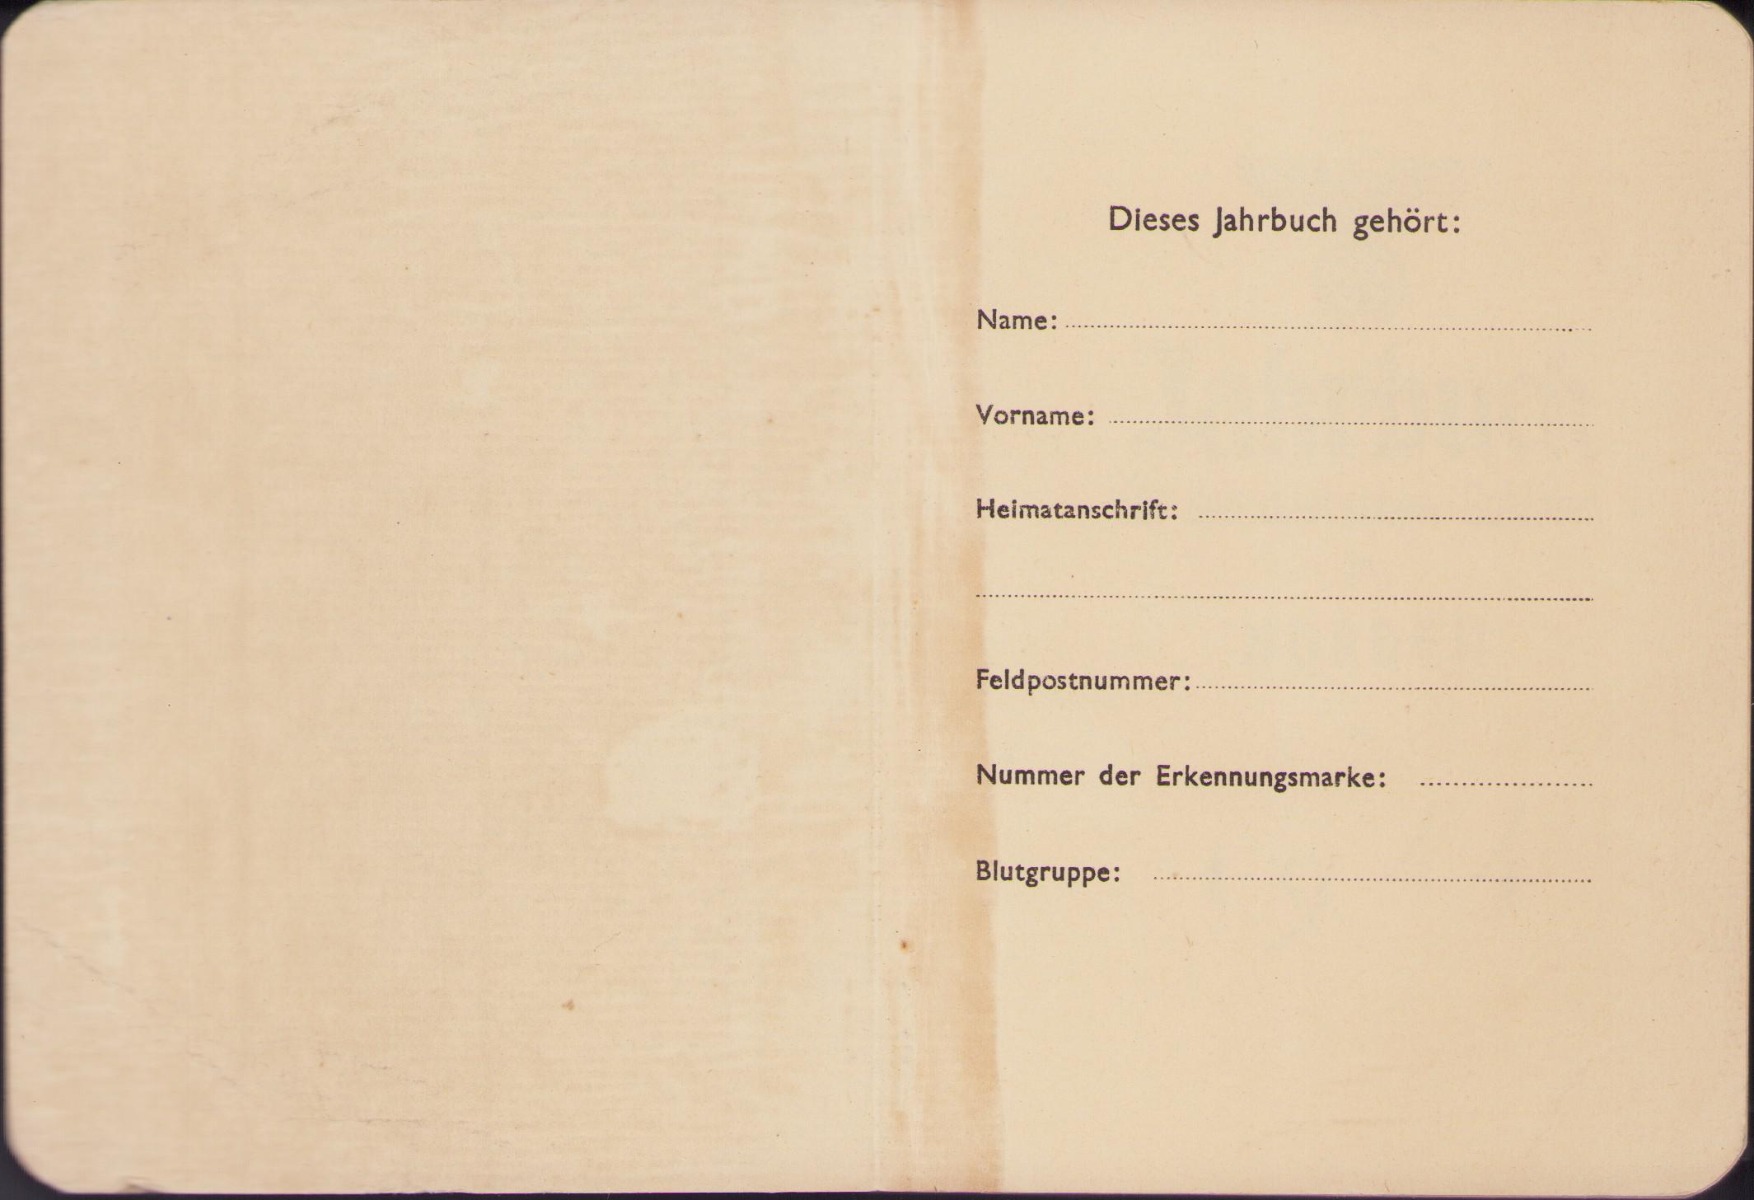 Dieses Jahrbuch gehört:
Name:
Vorname:
Heimatanschrift:
Feldpostnummer:
Nummer der Erkennungsmarke:
Blutgruppe: